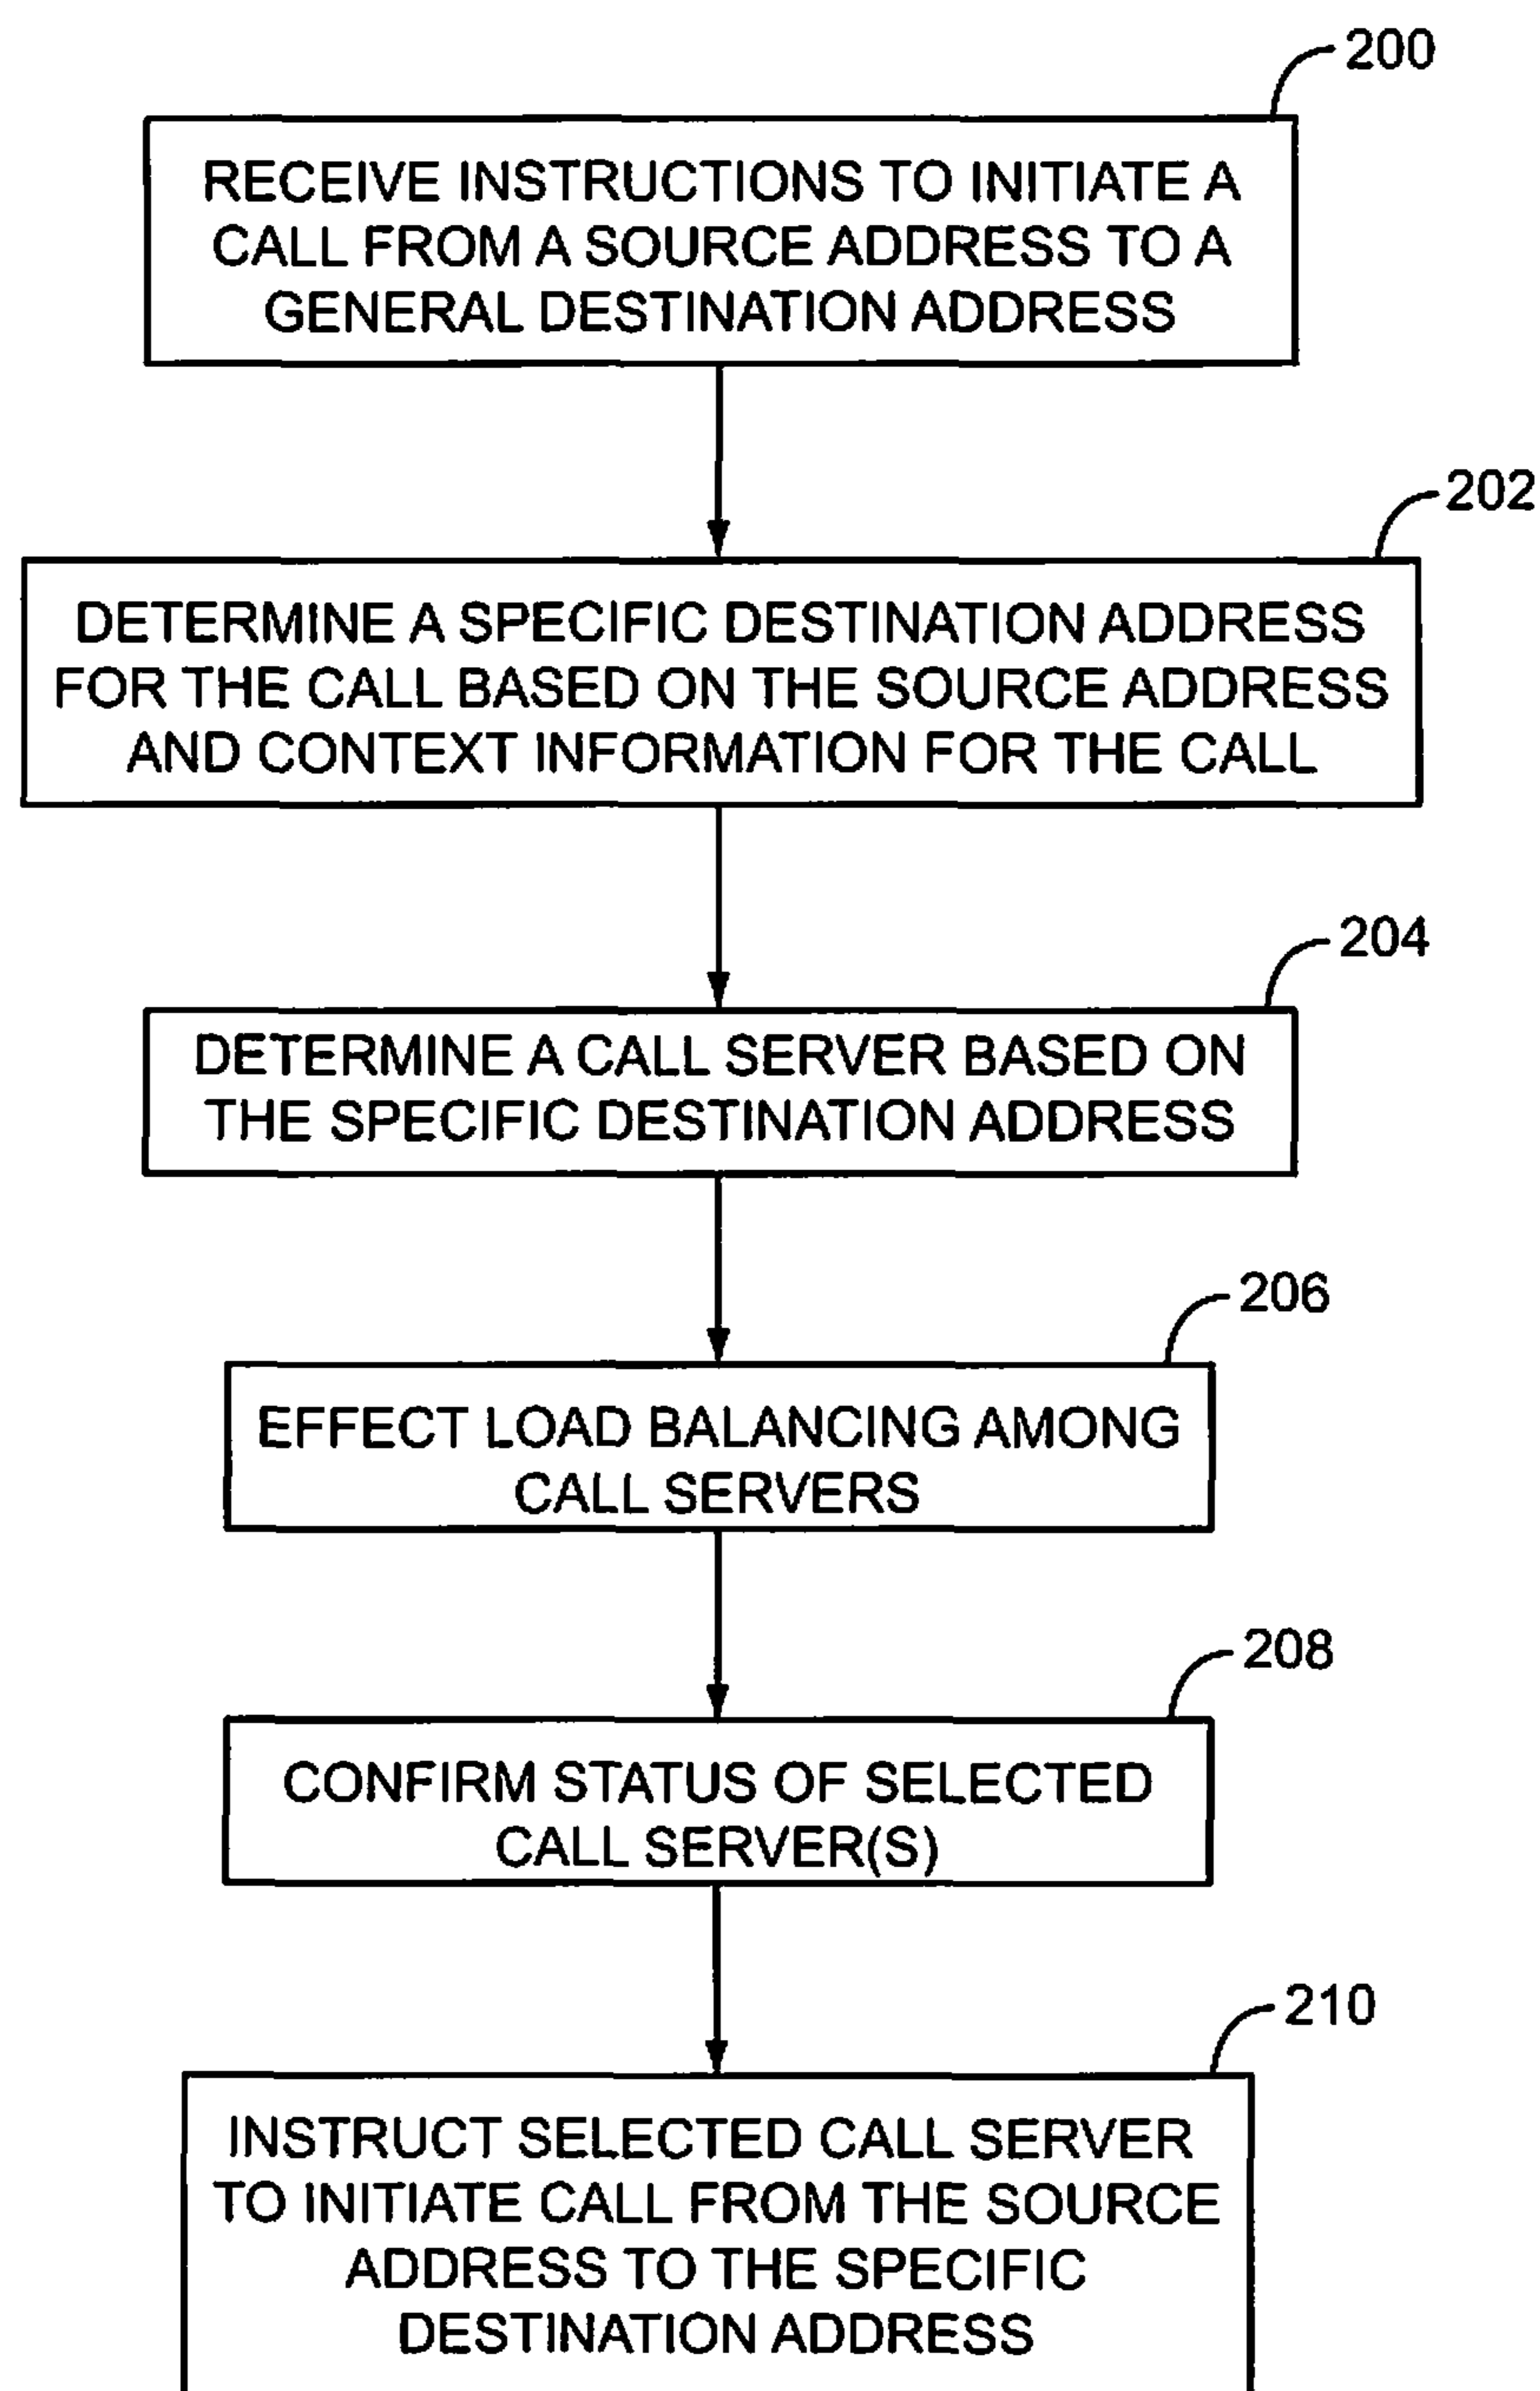 200
RECEIVE INSTRUCTIONS TO INITIATE A
CALL FROM A SOURCE ADDRESS TO A
GENERAL DESTINATION ADDRESS
202
DETERMINE A SPECIFIC DESTINATION ADDRESS
FOR THE CALL BASED ON THE SOURCE ADDRESS
AND CONTEXT INFORMATION FOR THE CALL
204
DETERMINE A CALL SERVER BASED ON
THE SPECIFIC DESTINATION ADDRESS
206
EFFECT LOAD BALANCING AMONG
CALL SERVERS
208
CONFIRM STATUS OF SELECTED
CALL SERVER(S)
210
INSTRUCT SELECTED CALL SERVER
TO INITIATE CALL FROM THE SOURCE
ADDRESS TO THE SPECIFIC
DESTINATION ADDRESS